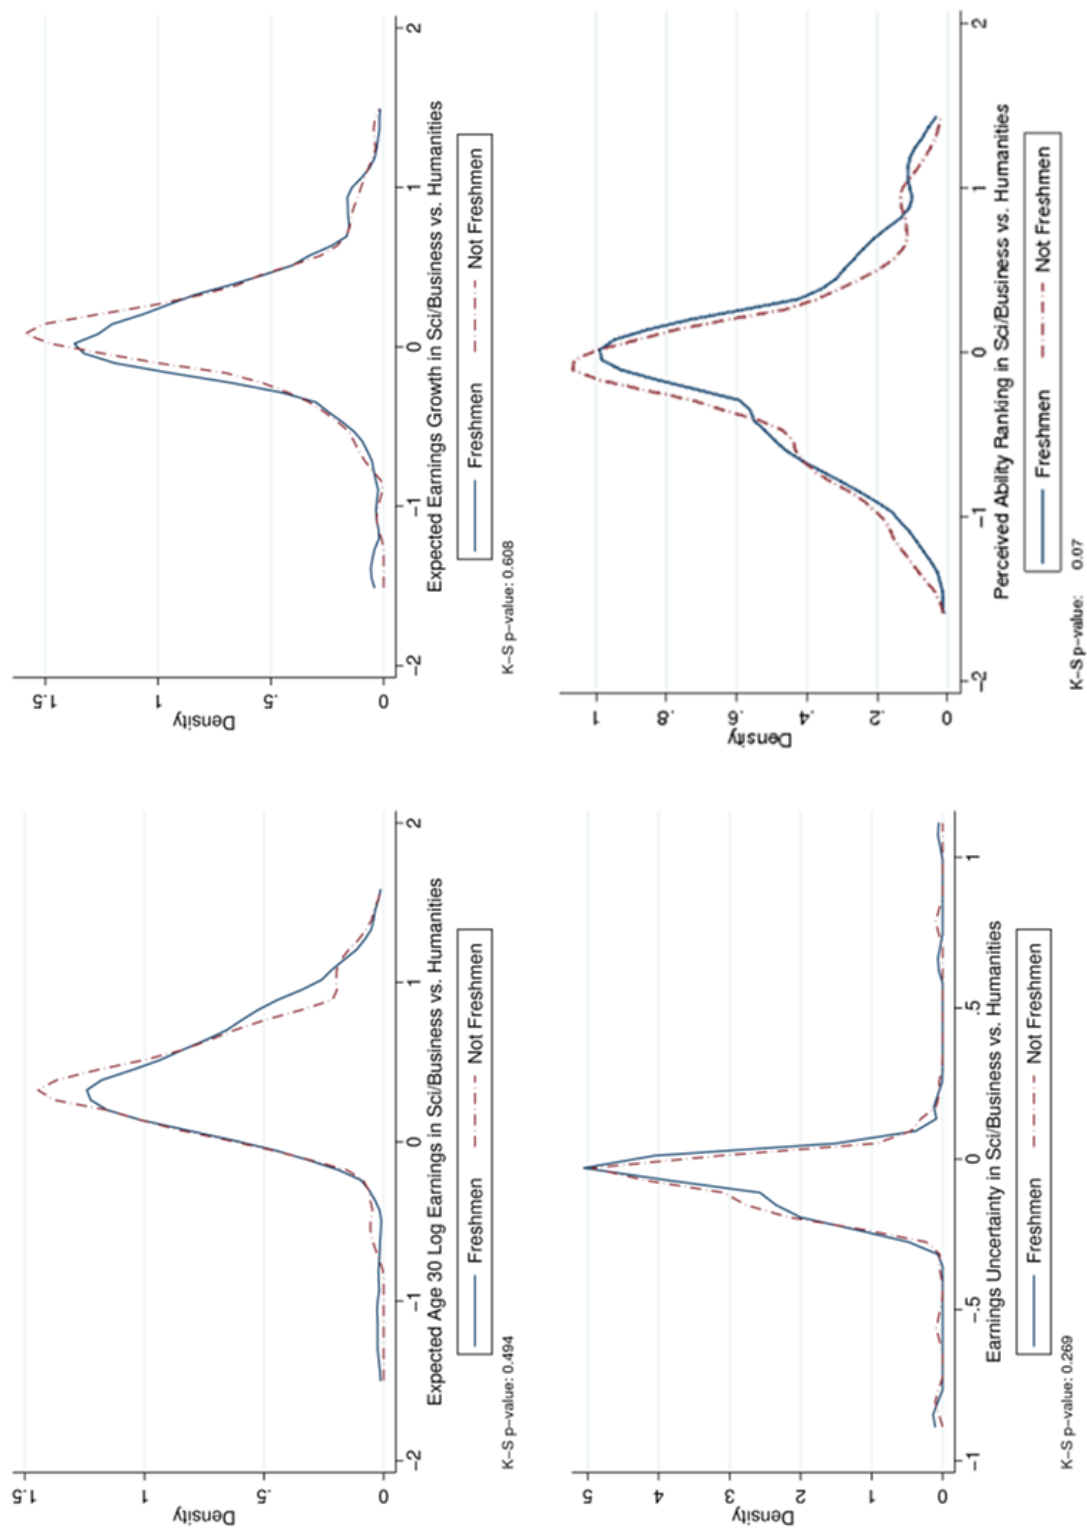 Density
1.5
1
.5
0
−2 −1 0 1 2
Expected Age 30 Log Earnings in Sci/Business vs. Humanities
Freshmen Not Freshmen
K−S p−value: 0.494
Density
1.5
1
.5
0
−2 −1 0 1 2
Expected Earnings Growth in Sci/Business vs. Humanities
Freshmen Not Freshmen
K−S p−value: 0.608
Density
5
4
3
2
1
0
−1 −.5 0 .5 1
Earnings Uncertainty in Sci/Business vs. Humanities
Freshmen Not Freshmen
K−S p−value: 0.269
Density
1
.8
.6
.4
.2
0
−2 −1 0 1 2
Perceived Ability Ranking in Sci/Business vs. Humanities
Freshmen Not Freshmen
K−S p−value: 0.07